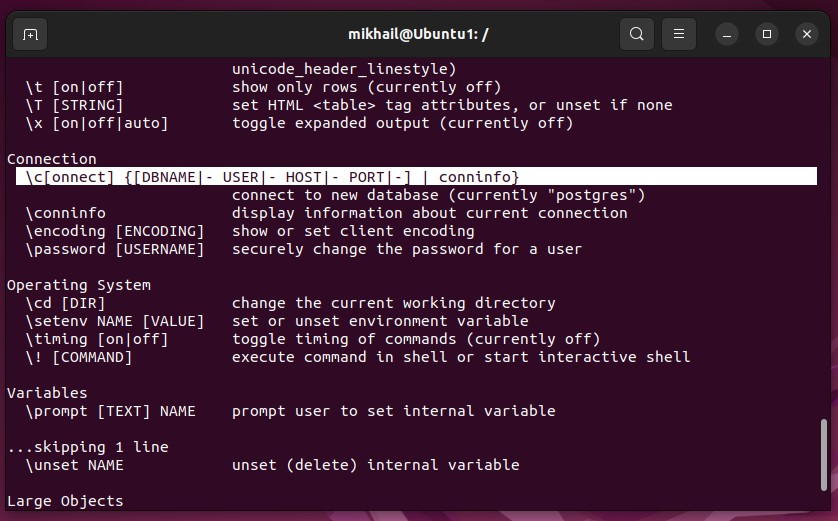 mikhail@Ubuntu1: /
unicode_header_linestyle)
\t [on|off] show only rows (currently off)
\T [STRING] set HTML <table> tag attributes, or unset if none
\x [on|off|auto] toggle expanded output (currently off)
Connection
\c[onnect] {[DBNAME|- USER|- HOST|- PORT|-] | conninfo}
connect to new database (currently "postgres")
\conninfo display information about current connection
\encoding [ENCODING] show or set client encoding
\password [USERNAME] securely change the password for a user
Operating System
\cd [DIR] change the current working directory
\setenv NAME [VALUE] set or unset environment variable
\timing [on|off] toggle timing of commands (currently off)
\! [COMMAND] execute command in shell or start interactive shell
Variables
\prompt [TEXT] NAME prompt user to set internal variable
...skipping 1 line
\unset NAME unset (delete) internal variable
Large Objects